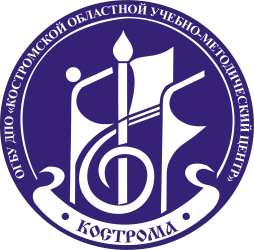 ОГБУ ДПО «КОСТРОМСКОЙ ОБЛАСТНОЙ УЧЕБНО-МЕТОДИЧЕСКИЙ ЦЕНТР»
· КОСТРОМА ·